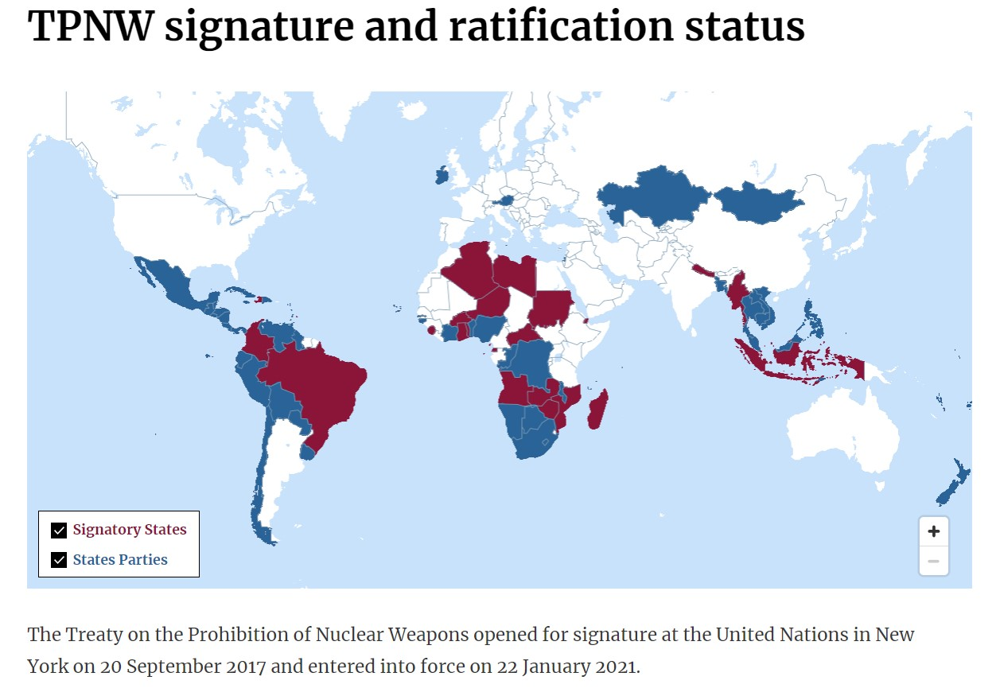 TPNW signature and ratification status
Signatory States
States Parties
+
−
The Treaty on the Prohibition of Nuclear Weapons opened for signature at the United Nations in New
York on 20 September 2017 and entered into force on 22 January 2021.